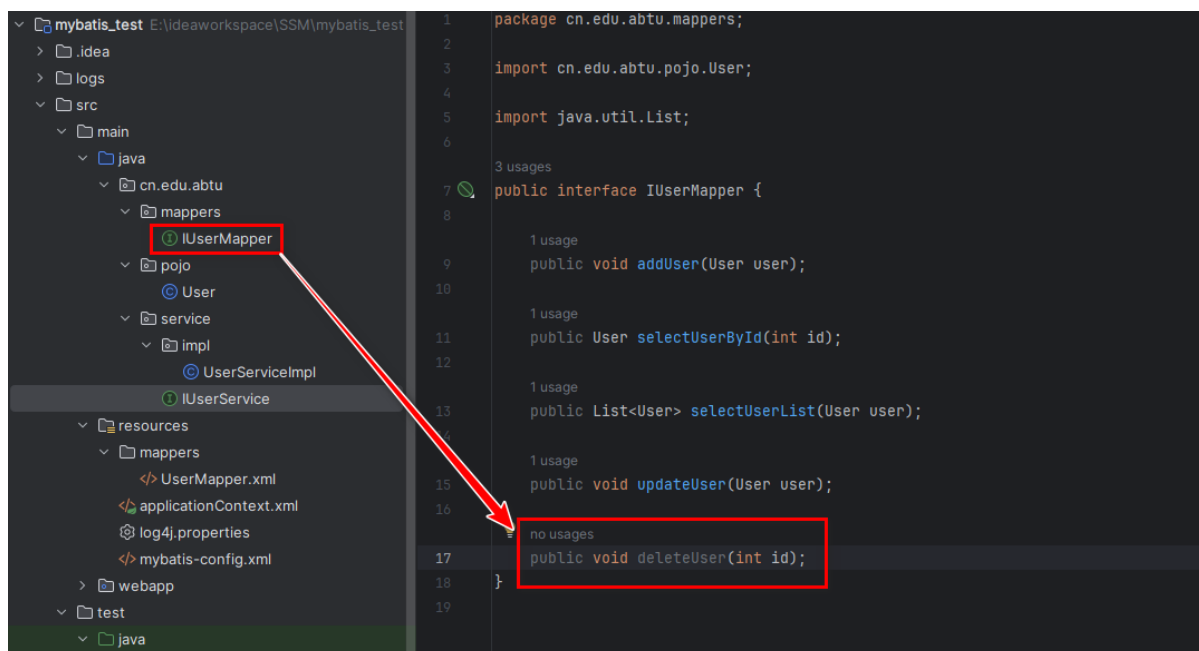 mybatis_test E:\ideaworkspace\SSM\mybatis_test
.idea
logs
src
main
java
cn.edu.abtu
mappers
IUserMapper
pojo
User
service
impl
UserServiceImpl
IUserService
resources
mappers
UserMapper.xml
applicationContext.xml
log4j.properties
mybatis-config.xml
webapp
test
java
1 package cn.edu.abtu.mappers;
2
3 import cn.edu.abtu.pojo.User;
4
5 import java.util.List;
6
3 usages
7 public interface IUserMapper {
8
1 usage
9 public void addUser(User user);
10
1 usage
11 public User selectUserById(int id);
12
1 usage
13 public List<User> selectUserList(User user);
14
1 usage
15 public void updateUser(User user);
16
no usages
17 public void deleteUser(int id);
18 }
19